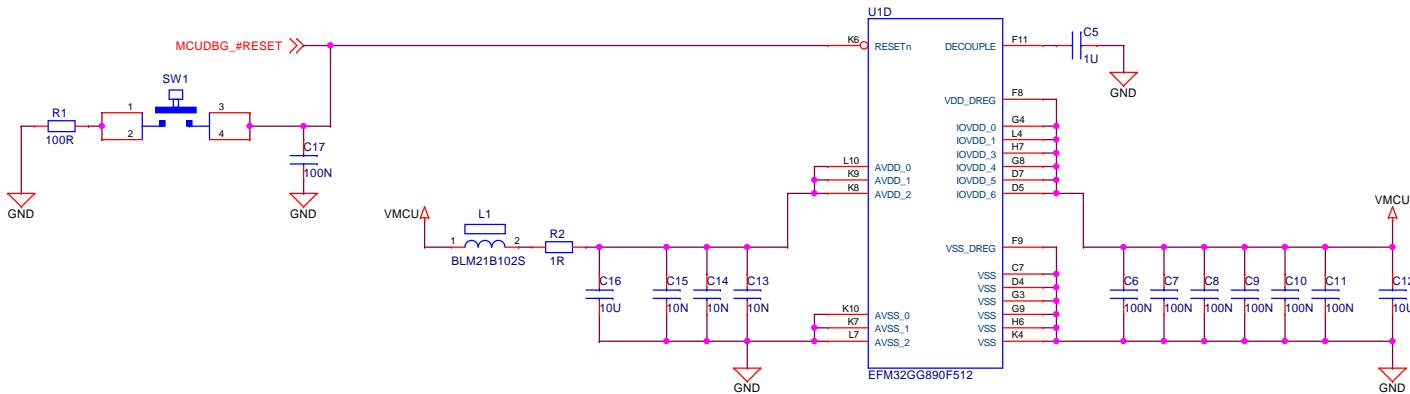 U1D
MCUDBG_#RESET
K6
RESETn
DECOUPLE
F11
C5
1U
GND
SW1
R1
100R
1
2
3
4
C17
100N
GND
GND
VDD_DREG
F8
IOVDD_0
G4
IOVDD_1
L4
IOVDD_3
H7
IOVDD_4
G8
IOVDD_5
D7
IOVDD_6
D5
L10
AVDD_0
K9
AVDD_1
K8
AVDD_2
VMCU
L1
1
2
BLM21B102S
R2
1R
C16
10U
C15
10N
C14
10N
C13
10N
GND
K10
AVSS_0
K7
AVSS_1
L7
AVSS_2
VSS_DREG
F9
VSS
C7
VSS
D4
VSS
G3
VSS
G9
VSS
H6
VSS
K4
EFM32GG890F512
VMCU
C6
100N
C7
100N
C8
100N
C9
100N
C10
100N
C11
100N
C12
10U
GND